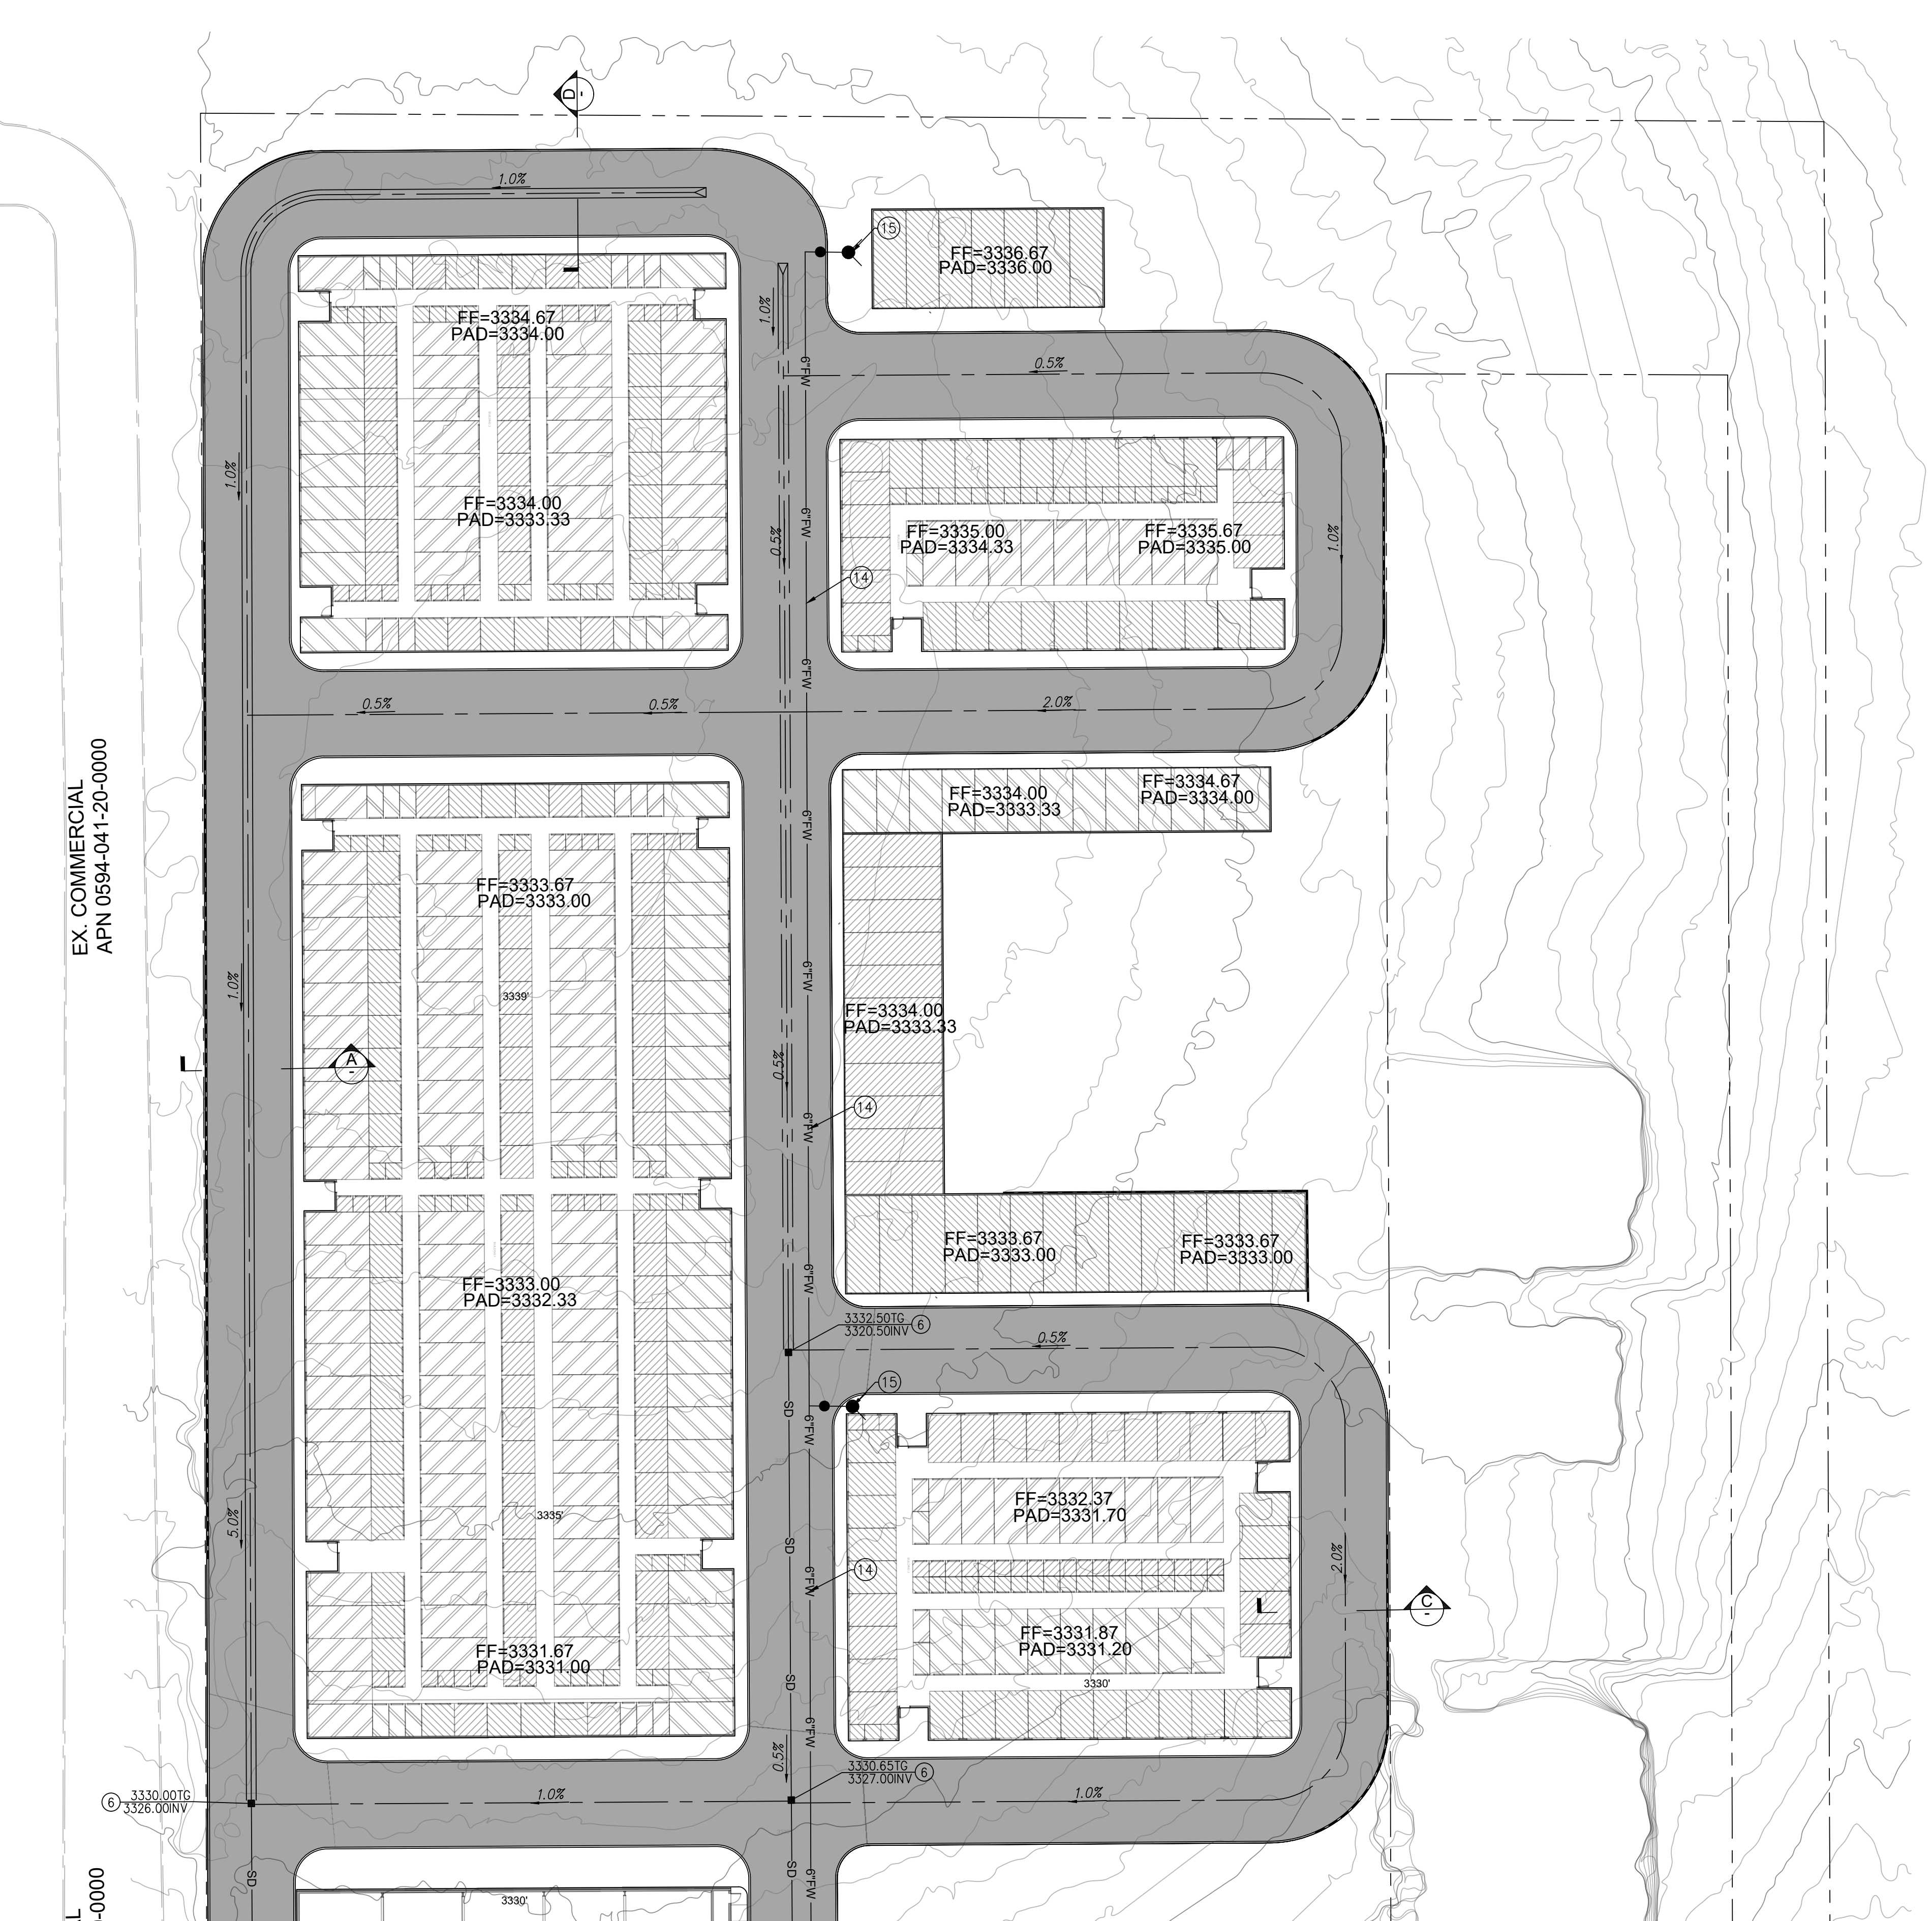 D
-
1.0%
15
FF=3336.67
PAD=3336.00
1.0%
FF=3334.67
PAD=3334.00
6"FW
0.5%
1.0%
FF=3334.00
PAD=3333.33
6"FW
0.5%
FF=3335.00
PAD=3334.33
FF=3335.67
PAD=3335.00
1.0%
14
6"FW
0.5%
0.5%
2.0%
EX. COMMERCIAL
APN 0594-041-20-0000
FF=3334.00
PAD=3333.33
FF=3334.67
PAD=3334.00
6"FW
FF=3333.67
PAD=3333.00
1.0%
3339'
6"FW
FF=3334.00
PAD=3333.33
A
-
0.5%
14
6"FW
FF=3333.67
PAD=3333.00
FF=3333.67
PAD=3333.00
FF=3333.00
PAD=3332.33
6"FW
3332.50TG
3320.50INV
6
0.5%
15
SD
6"FW
5.0%
3335'
FF=3332.37
PAD=3331.70
SD
2.0%
14
6"FW
C
-
FF=3331.87
PAD=3331.20
FF=3331.67
PAD=3331.00
3330'
SD
6"FW
0.5%
3330.65TG
3327.00INV
6
6
3330.00TG
3326.00INV
1.0%
1.0%
SD
SD
6"FW
3330'
-0000